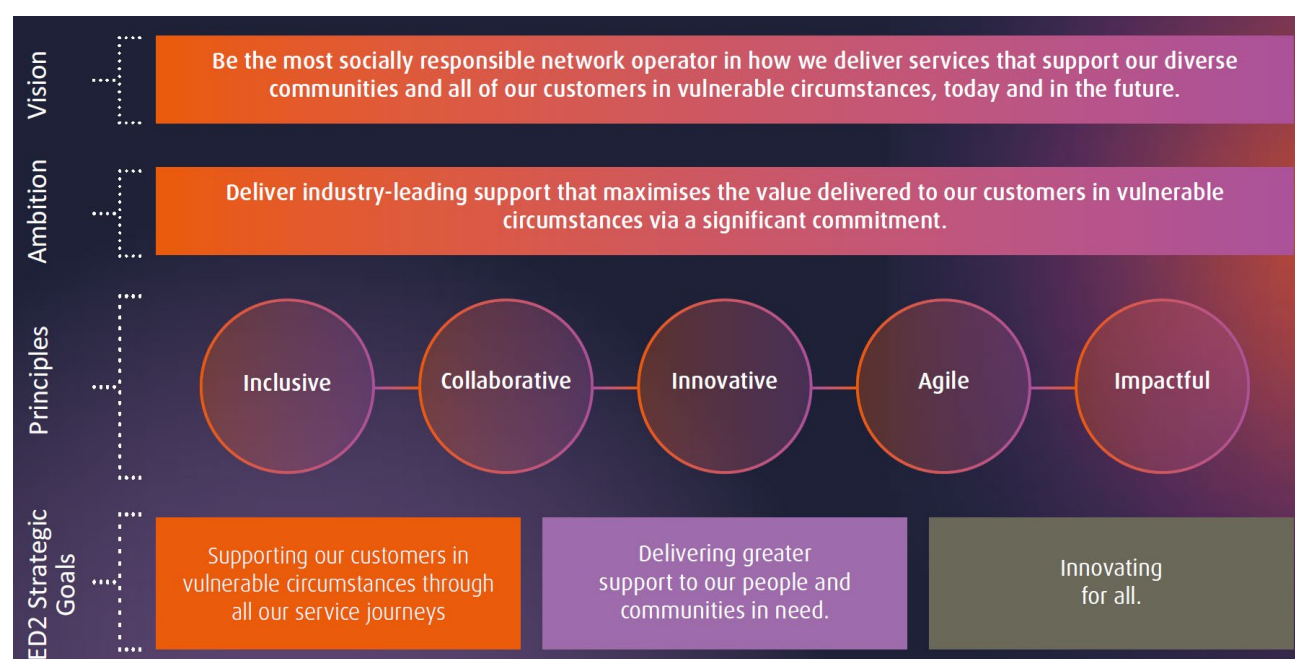 Vision
Be the most socially responsible network operator in how we deliver services that support our diverse
communities and all of our customers in vulnerable circumstances, today and in the future.
Ambition
Deliver industry-leading support that maximises the value delivered to our customers in vulnerable
circumstances via a significant commitment.
Principles
Inclusive
Collaborative
Innovative
Agile
Impactful
ED2 Strategic
Goals
Supporting our customers in
vulnerable circumstances through
all our service journeys
Delivering greater
support to our people and
communities in need.
Innovating
for all.